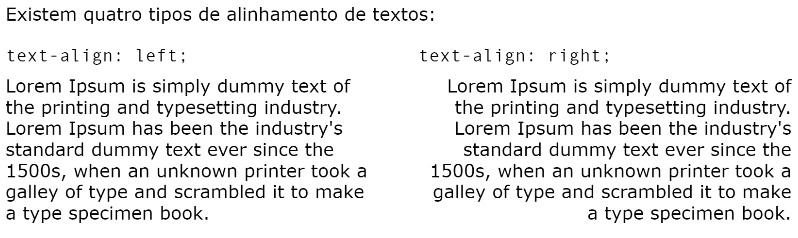 Existem quatro tipos de alinhamento de textos:
text-align: left;
Lorem Ipsum is simply dummy text of
the printing and typesetting industry.
Lorem Ipsum has been the industry's
standard dummy text ever since the
1500s, when an unknown printer took a
galley of type and scrambled it to make
a type specimen book.
text-align: right;
Lorem Ipsum is simply dummy text of
the printing and typesetting industry.
Lorem Ipsum has been the industry's
standard dummy text ever since the
1500s, when an unknown printer took a
galley of type and scrambled it to make
a type specimen book.